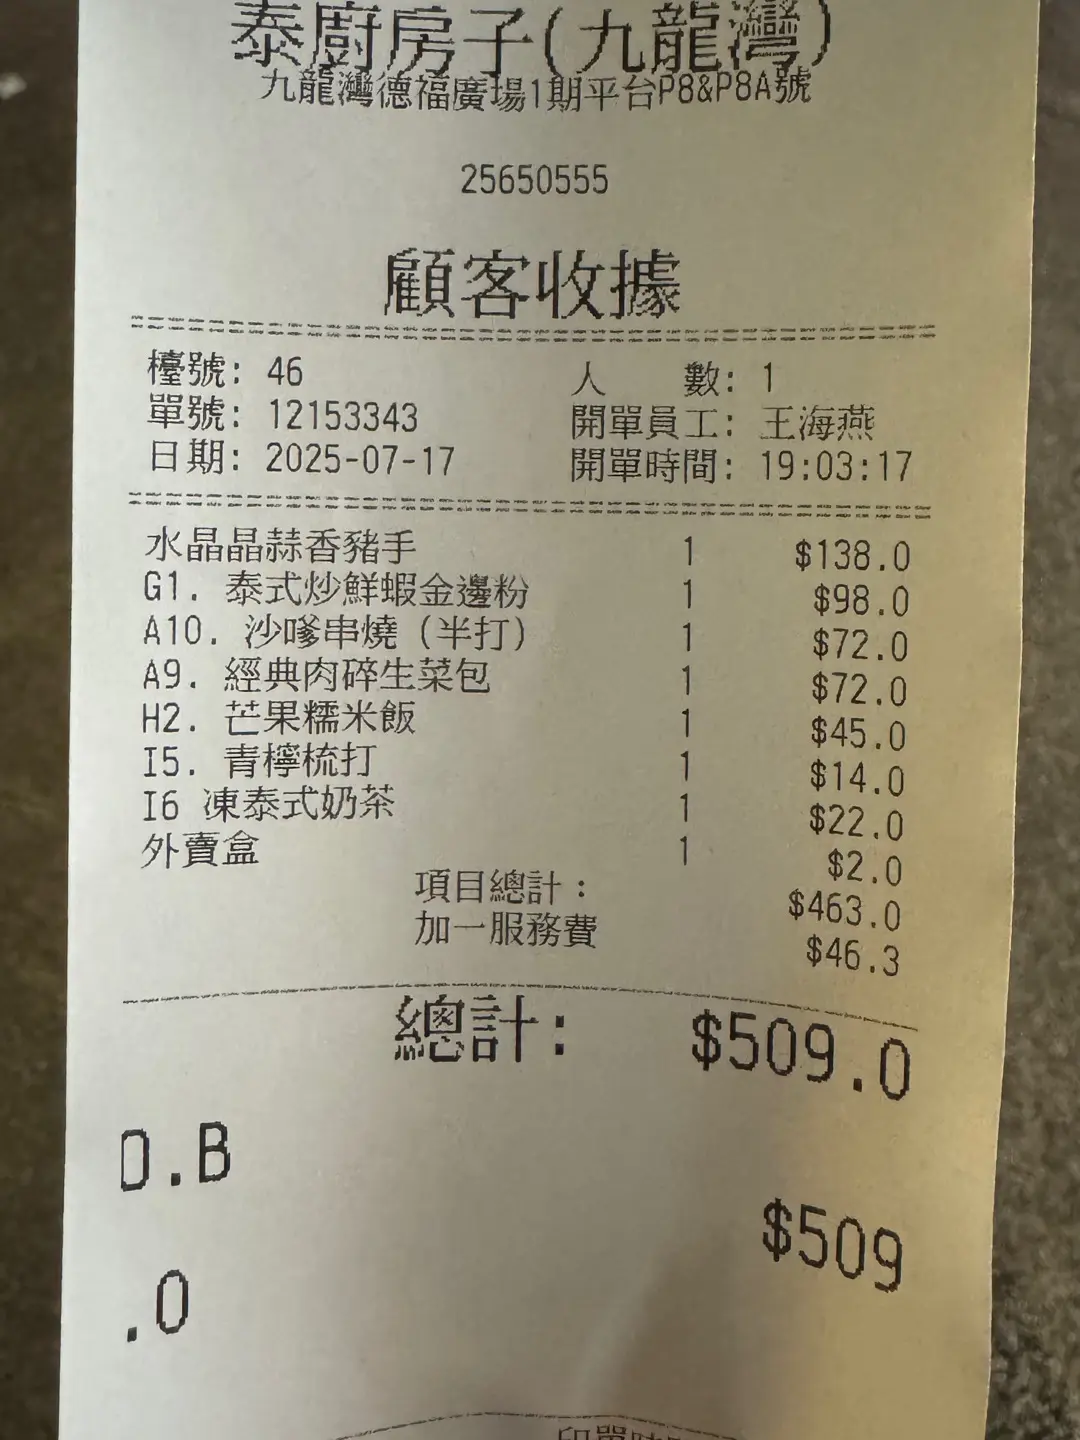 泰廚房子(九龍灣)
九龍灣德福廣場1期平台P8&P8A號
25650555
顧客收據
檯號: 46 人 數: 1
單號: 12153343 開單員工: 王海燕
日期: 2025-07-17 開單時間: 19:03:17
水晶晶蒜香豬手 1 $138.0
G1. 泰式炒鮮蝦金邊粉 1 $98.0
A10. 沙嗲串燒 (半打) 1 $72.0
A9. 經典肉碎生菜包 1 $72.0
H2. 芒果糯米飯 1 $45.0
I5. 青檸梳打 1 $14.0
I6 凍泰式奶茶 1 $22.0
外賣盒 1 $2.0
項目總計: $463.0
加一服務費 $46.3
總計: $509.0
O.B
$509
.0